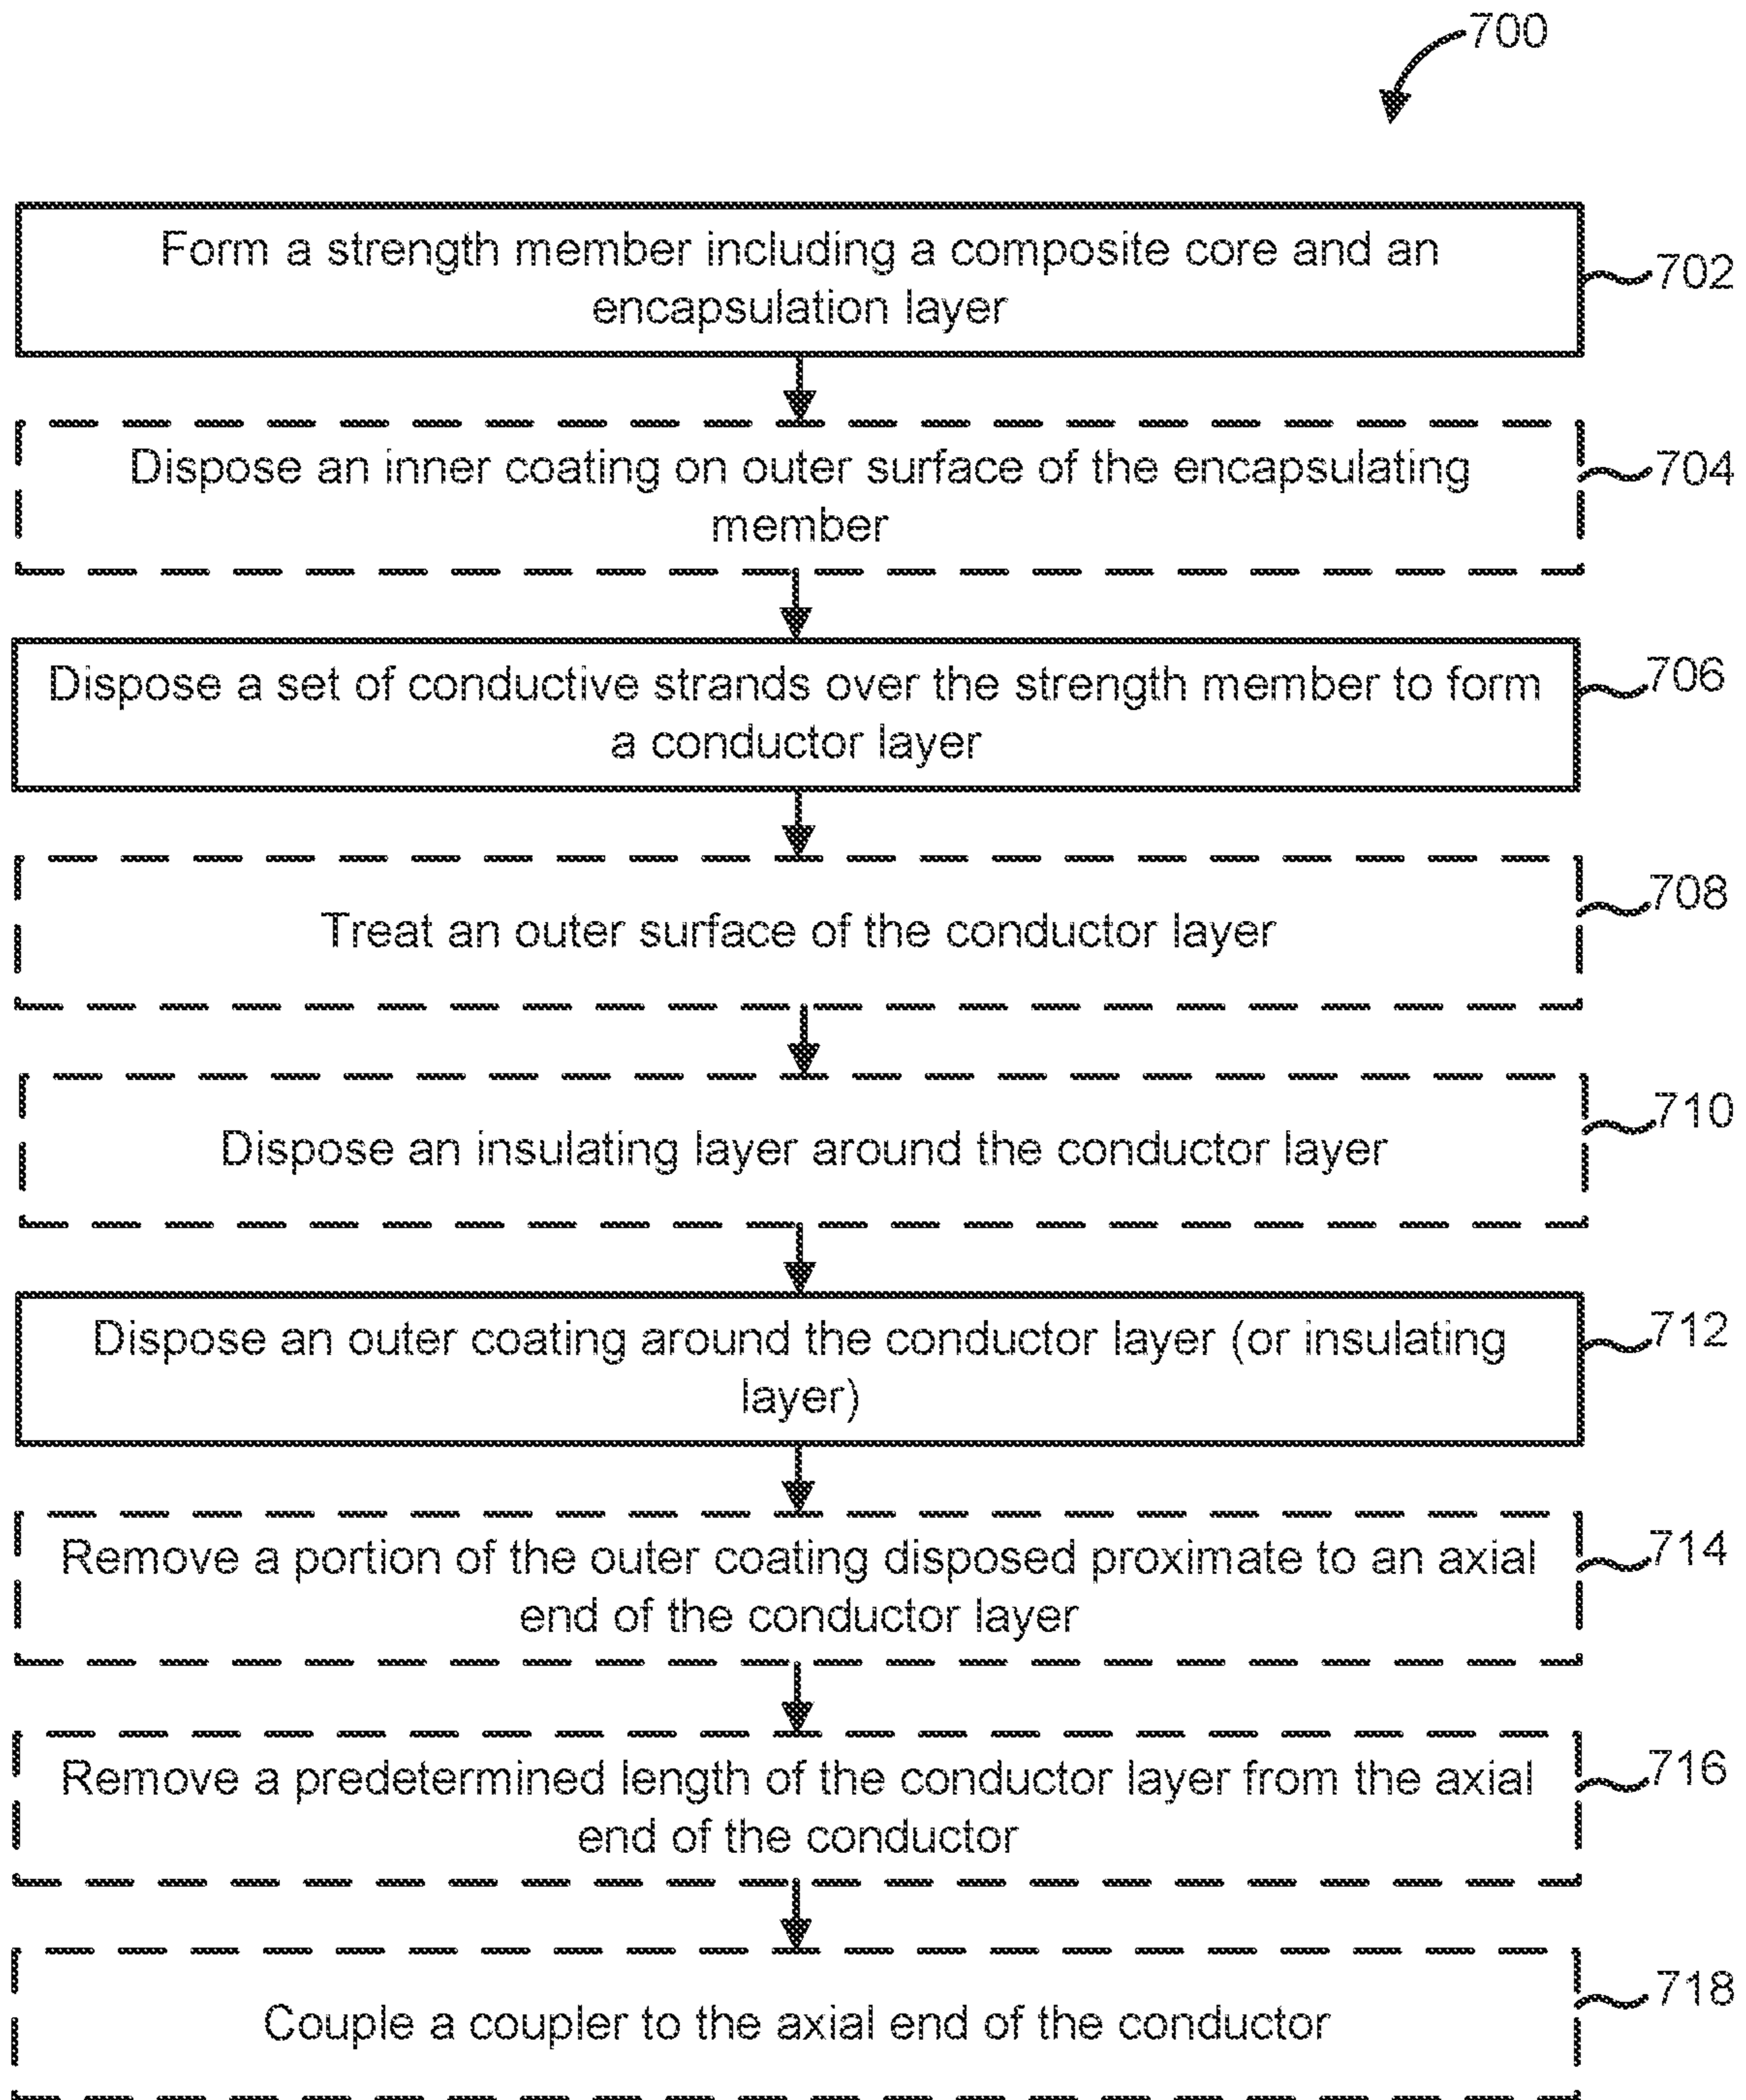 700
Form a strength member including a composite core and an
encapsulation layer
702
Dispose an inner coating on outer surface of the encapsulating
member
704
Dispose a set of conductive strands over the strength member to form
a conductor layer
706
Treat an outer surface of the conductor layer
708
Dispose an insulating layer around the conductor layer
710
Dispose an outer coating around the conductor layer (or insulating
layer)
712
Remove a portion of the outer coating disposed proximate to an axial
end of the conductor layer
714
Remove a predetermined length of the conductor layer from the axial
end of the conductor
716
Couple a coupler to the axial end of the conductor
718